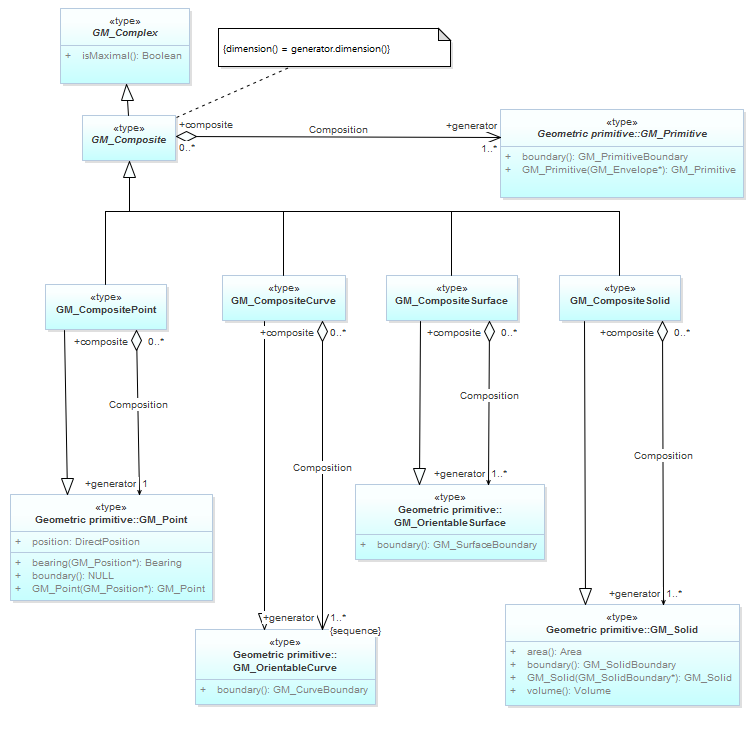 «type»
GM_Complex
+ isMaximal(): Boolean
{dimension() = generator.dimension()}
«type»
GM_Composite
+composite
0..*
Composition
+generator
1..*
«type»
Geometric primitive::GM_Primitive
+ boundary(): GM_PrimitiveBoundary
+ GM_Primitive(GM_Envelope*): GM_Primitive
«type»
GM_CompositePoint
«type»
GM_CompositeCurve
«type»
GM_CompositeSurface
«type»
GM_CompositeSolid
+composite 0..*
+composite 0..*
+composite 0..*
+composite 0..*
Composition
Composition
Composition
Composition
+generator 1
«type»
Geometric primitive::GM_Point
+ position: DirectPosition
+ bearing(GM_Position*): Bearing
+ boundary(): NULL
+ GM_Point(GM_Position*): GM_Point
+generator 1..*
{sequence}
«type»
Geometric primitive::
GM_OrientableCurve
+ boundary(): GM_CurveBoundary
+generator 1..*
«type»
Geometric primitive::
GM_OrientableSurface
+ boundary(): GM_SurfaceBoundary
+generator 1..*
«type»
Geometric primitive::GM_Solid
+ area(): Area
+ boundary(): GM_SolidBoundary
+ GM_Solid(GM_SolidBoundary*): GM_Solid
+ volume(): Volume